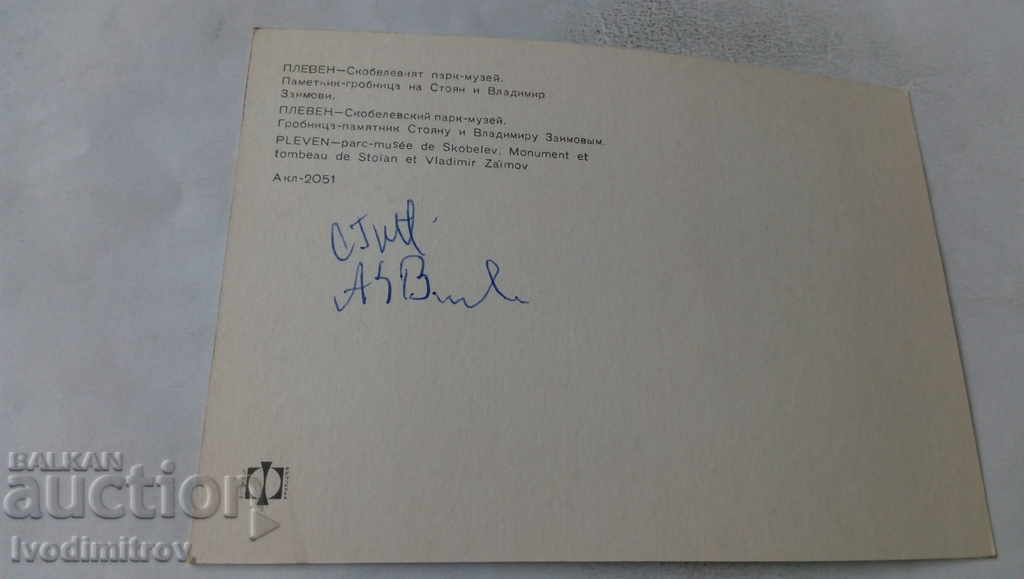 ПЛЕВЕН—Скобелевият парк-музей.
Паметник-гробница на Стоян и Владимир
Заимови.
ПЛЕВЕН—Скобелевский парк-музей.
Гробница-памятник Стояну и Владимиру Заимовым.
PLEVEN—parc-musée de Skobelev. Monument et
tombeau de Stoian et Vladimir Zaïmov
Акл-2051
BALKAN
auction
Ivodimitrov